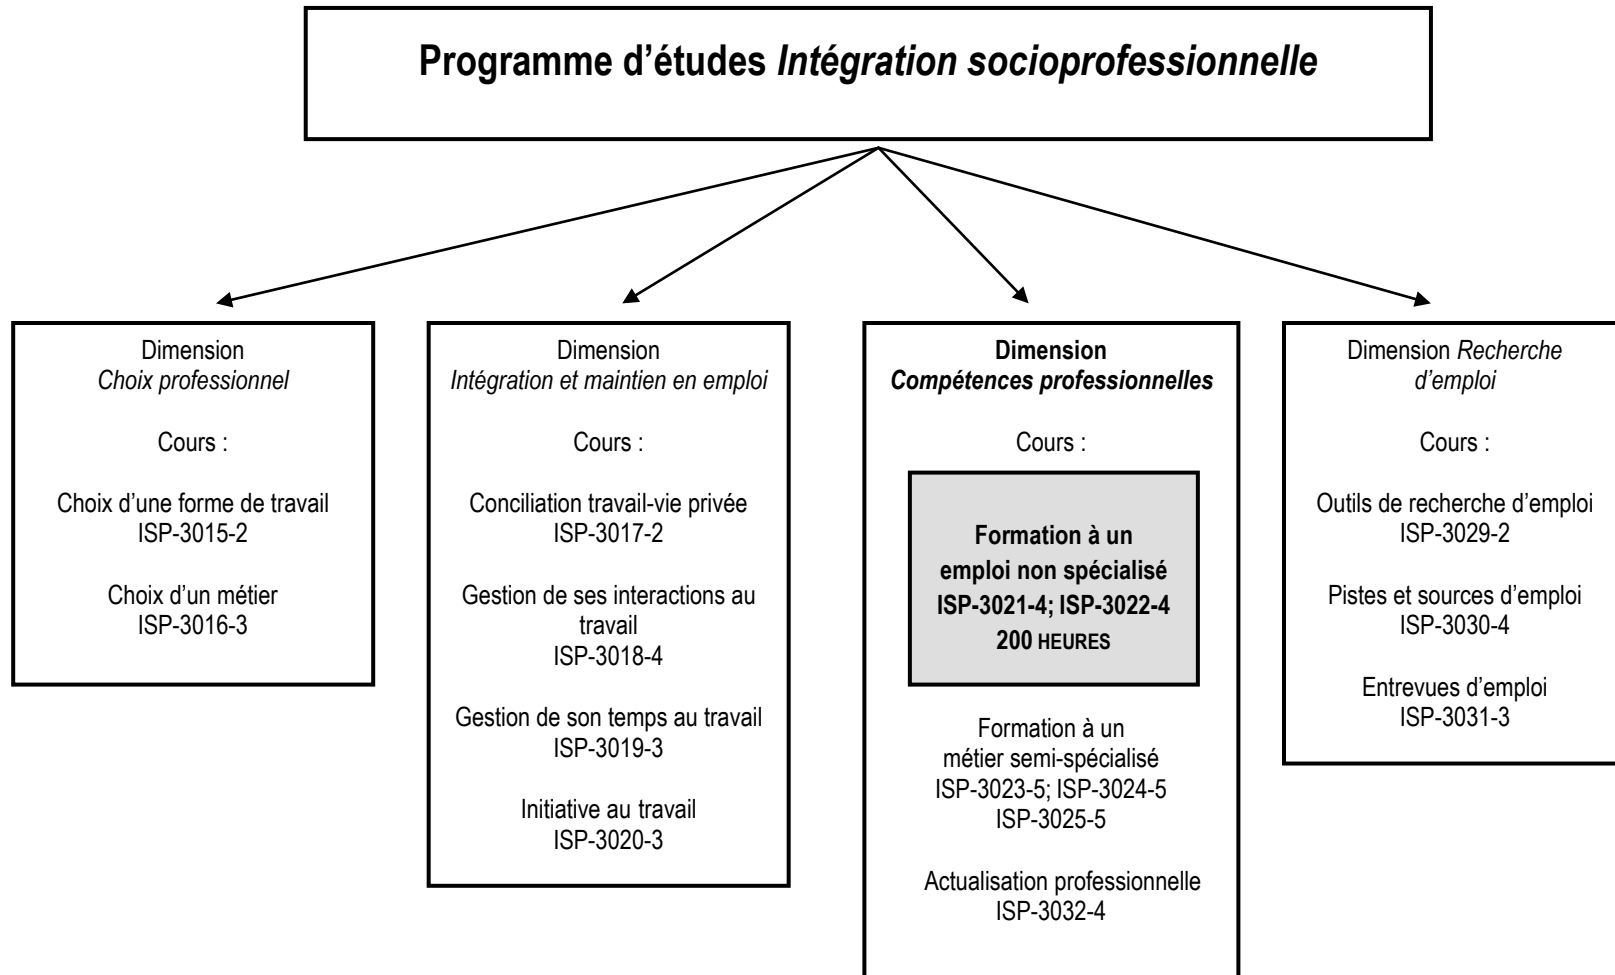 Programme d'études Intégration socioprofessionnelle
Dimension
Choix professionnel
Cours :
Choix d'une forme de travail
ISP-3015-2
Choix d'un métier
ISP-3016-3
Dimension
Intégration et maintien en emploi
Cours :
Conciliation travail-vie privée
ISP-3017-2
Gestion de ses interactions au
travail
ISP-3018-4
Gestion de son temps au travail
ISP-3019-3
Initiative au travail
ISP-3020-3
Dimension
Compétences professionnelles
Cours :
Formation à un
emploi non spécialisé
ISP-3021-4; ISP-3022-4
200 HEURES
Formation à un
métier semi-spécialisé
ISP-3023-5; ISP-3024-5
ISP-3025-5
Actualisation professionnelle
ISP-3032-4
Dimension Recherche
d'emploi
Cours :
Outils de recherche d'emploi
ISP-3029-2
Pistes et sources d'emploi
ISP-3030-4
Entrevues d'emploi
ISP-3031-3